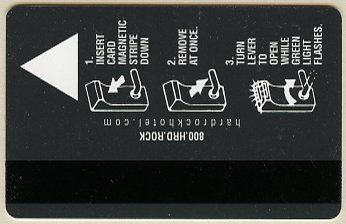 1.
INSERT
CARD
MAGNETIC
STRIPE
DOWN
2.
REMOVE
AT ONCE.
3.
TURN
LEVER
TO
OPEN
WHILE
GREEN
LIGHT
FLASHES.
800.HRD.ROCK
hardrockhotel.com